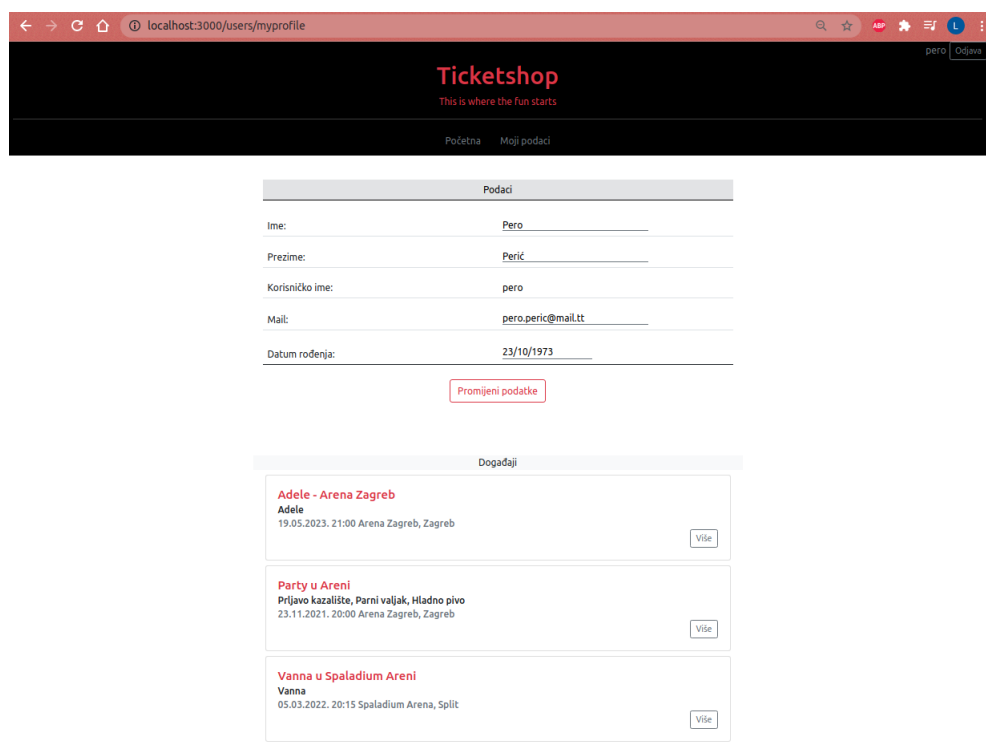 localhost:3000/users/myprofile
ABP
L
pero Odjava
Ticketshop
This is where the fun starts
Početna Moji podaci
Podaci
Ime: Pero
Prezime: Perić
Korisničko ime: pero
Mail: pero.peric@mail.tt
Datum rođenja: 23/10/1973
Promijeni podatke
Događaji
Adele - Arena Zagreb
Adele
19.05.2023. 21:00 Arena Zagreb, Zagreb
Više
Party u Areni
Prljavo kazalište, Parni valjak, Hladno pivo
23.11.2021. 20:00 Arena Zagreb, Zagreb
Više
Vanna u Spaladium Areni
Vanna
05.03.2022. 20:15 Spaladium Arena, Split
Više